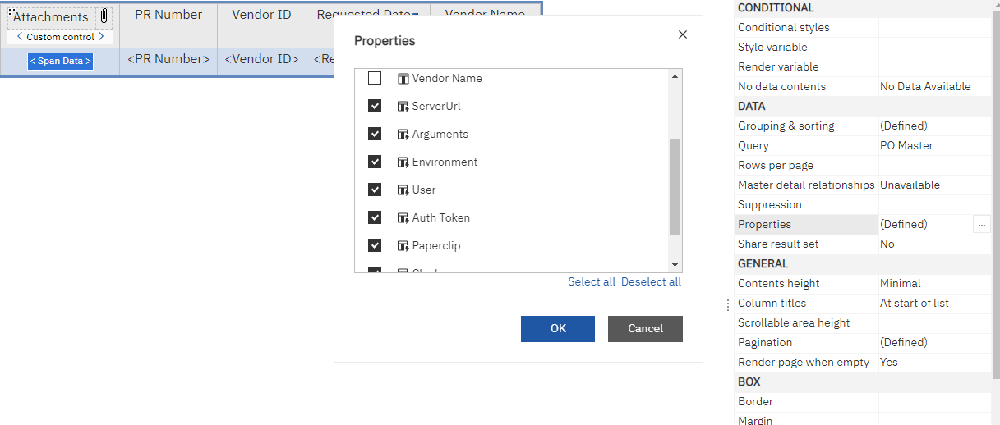 Attachments
< Custom control >
PR Number
Vendor ID
Requested Date
Vendor Name
< Span Data >
<PR Number>
<Vendor ID>
<Re
Properties
Vendor Name
ServerUrl
Arguments
Environment
User
Auth Token
Paperclip
Select all Deselect all
OK
Cancel
CONDITIONAL
Conditional styles
Style variable
Render variable
No data contents No Data Available
DATA
Grouping & sorting (Defined)
Query PO Master
Rows per page
Master detail relationships Unavailable
Suppression
Properties (Defined) ...
Share result set No
GENERAL
Contents height Minimal
Column titles At start of list
Scrollable area height
Pagination (Defined)
Render page when empty Yes
BOX
Border
Margin